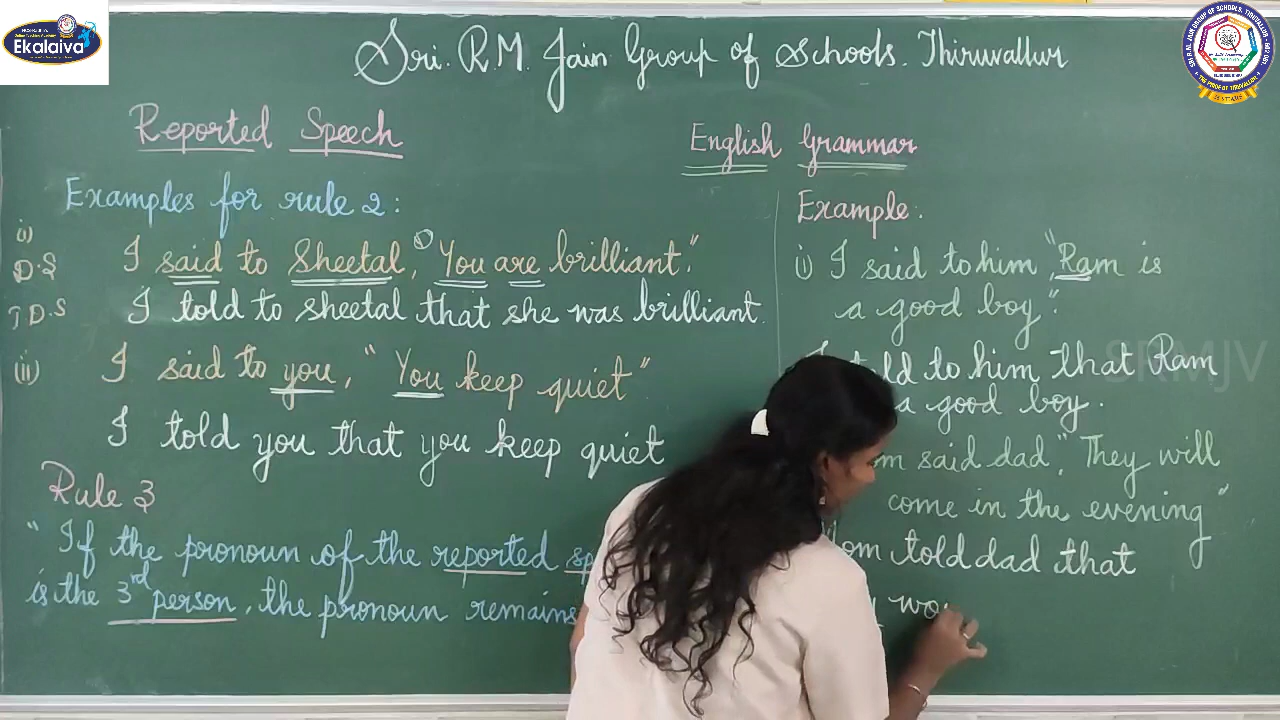 Ekalaiva
Sri. R.M. Jain Group of Schools. Thiruvallur
Reported Speech
English Grammar
Examples for rule 2:
(i)
D.S I said to Sheetal, "You are brilliant."
I D.S I told to sheetal that she was brilliant.
(ii) I said to you, "You keep quiet".
I told you that you keep quiet
Rule 3
"If the pronoun of the reported
is the 3rd person, the pronoun remains
Example:
i) I said to him, "Ram is
a good boy".
told to him that Ram
a good boy.
said dad, "They will
come in the evening"
Mom told dad that
SRMJV